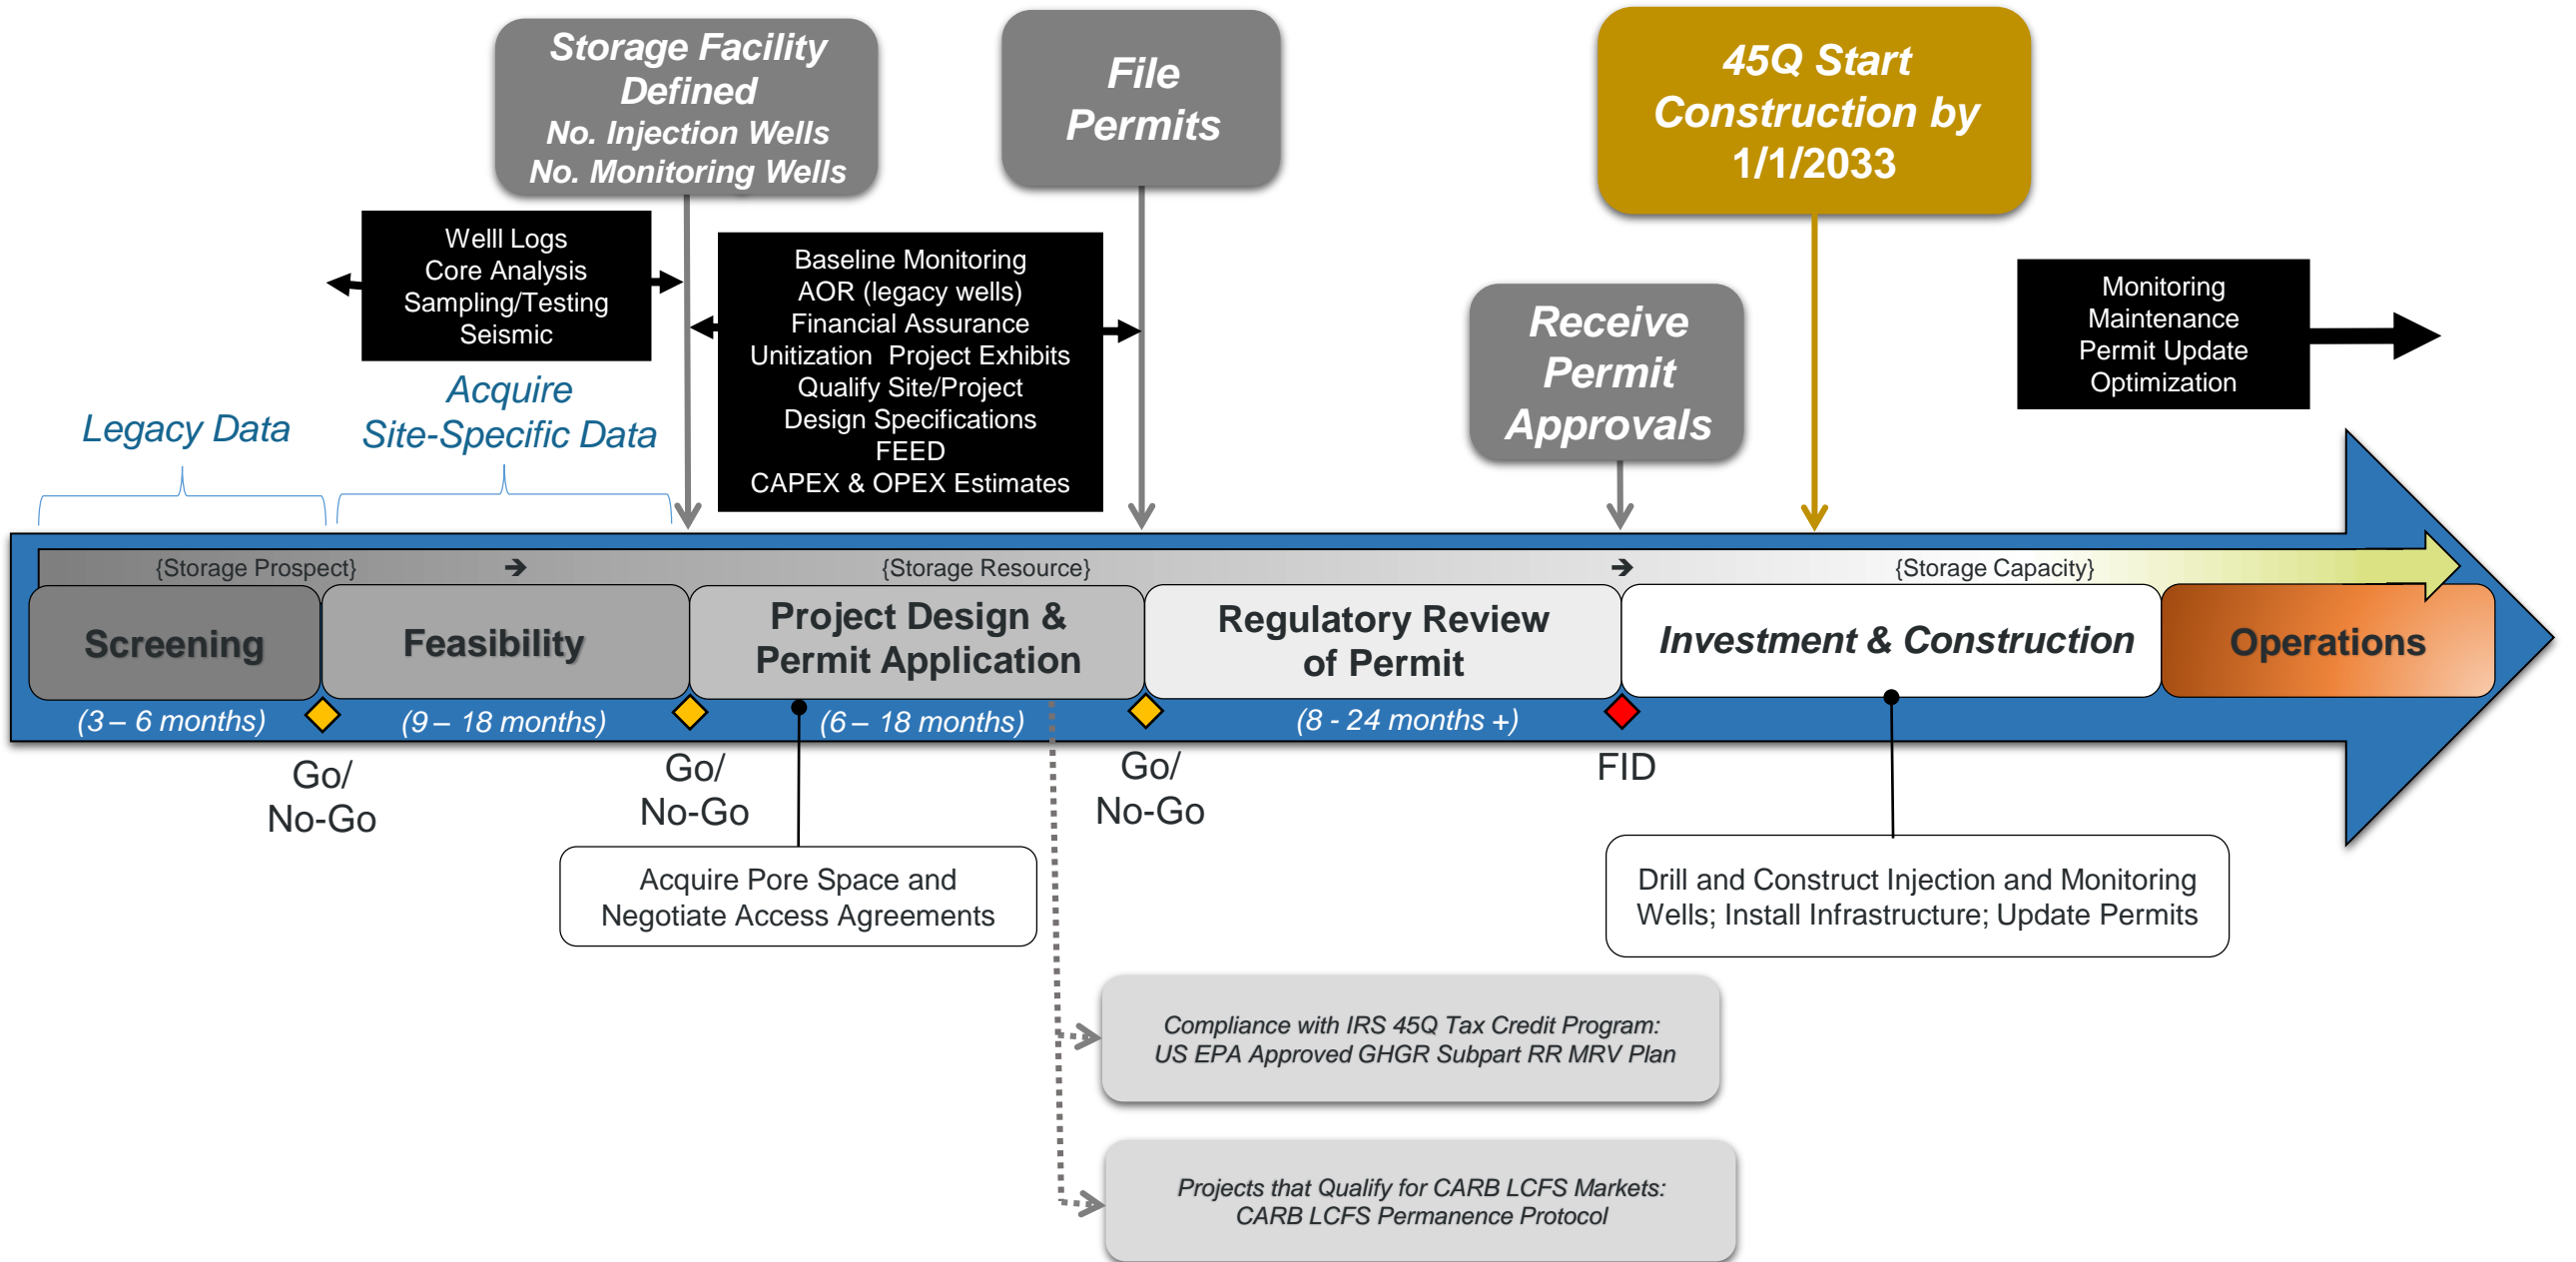 Storage Facility
Defined
No. Injection Wells
No. Monitoring Wells
File
Permits
45Q Start
Construction by
1/1/2033
Welll Logs
Core Analysis
Sampling/Testing
Seismic
Baseline Monitoring
AOR (legacy wells)
Financial Assurance
Unitization  Project Exhibits
Qualify Site/Project
Design Specifications
FEED
CAPEX & OPEX Estimates
Receive
Permit
Approvals
Monitoring
Maintenance
Permit Update
Optimization
Legacy Data
Acquire
Site-Specific Data
{Storage Prospect} ➔ {Storage Resource} ➔ {Storage Capacity}
Screening
Feasibility
Project Design &
Permit Application
Regulatory Review
of Permit
Investment & Construction
Operations
(3 – 6 months)
(9 – 18 months)
(6 – 18 months)
(8 - 24 months +)
Go/
No-Go
Go/
No-Go
Go/
No-Go
FID
Acquire Pore Space and
Negotiate Access Agreements
Drill and Construct Injection and Monitoring
Wells; Install Infrastructure; Update Permits
Compliance with IRS 45Q Tax Credit Program:
US EPA Approved GHGR Subpart RR MRV Plan
Projects that Qualify for CARB LCFS Markets:
CARB LCFS Permanence Protocol